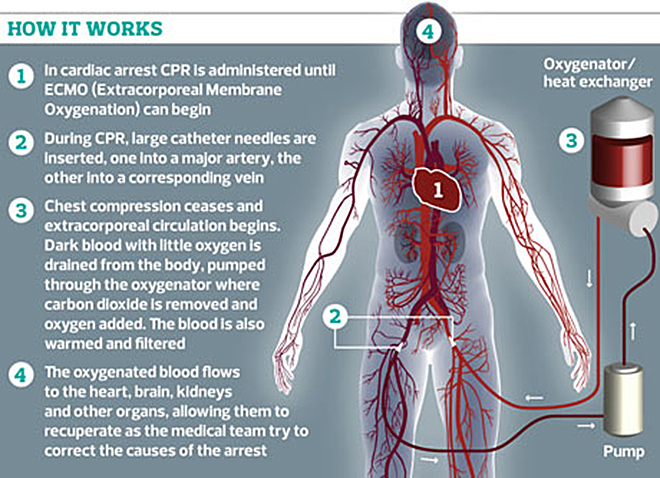 HOW IT WORKS
1 In cardiac arrest CPR is administered until
ECMO (Extracorporeal Membrane
Oxygenation) can begin
2 During CPR, large catheter needles are
inserted, one into a major artery, the
other into a corresponding vein
3 Chest compression ceases and
extracorporeal circulation begins.
Dark blood with little oxygen is
drained from the body, pumped
through the oxygenator where
carbon dioxide is removed and
oxygen added. The blood is also
warmed and filtered
4 The oxygenated blood flows
to the heart, brain, kidneys
and other organs, allowing them to
recuperate as the medical team try to
correct the causes of the arrest
4
1
2
Oxygenator/
heat exchanger
3
Pump